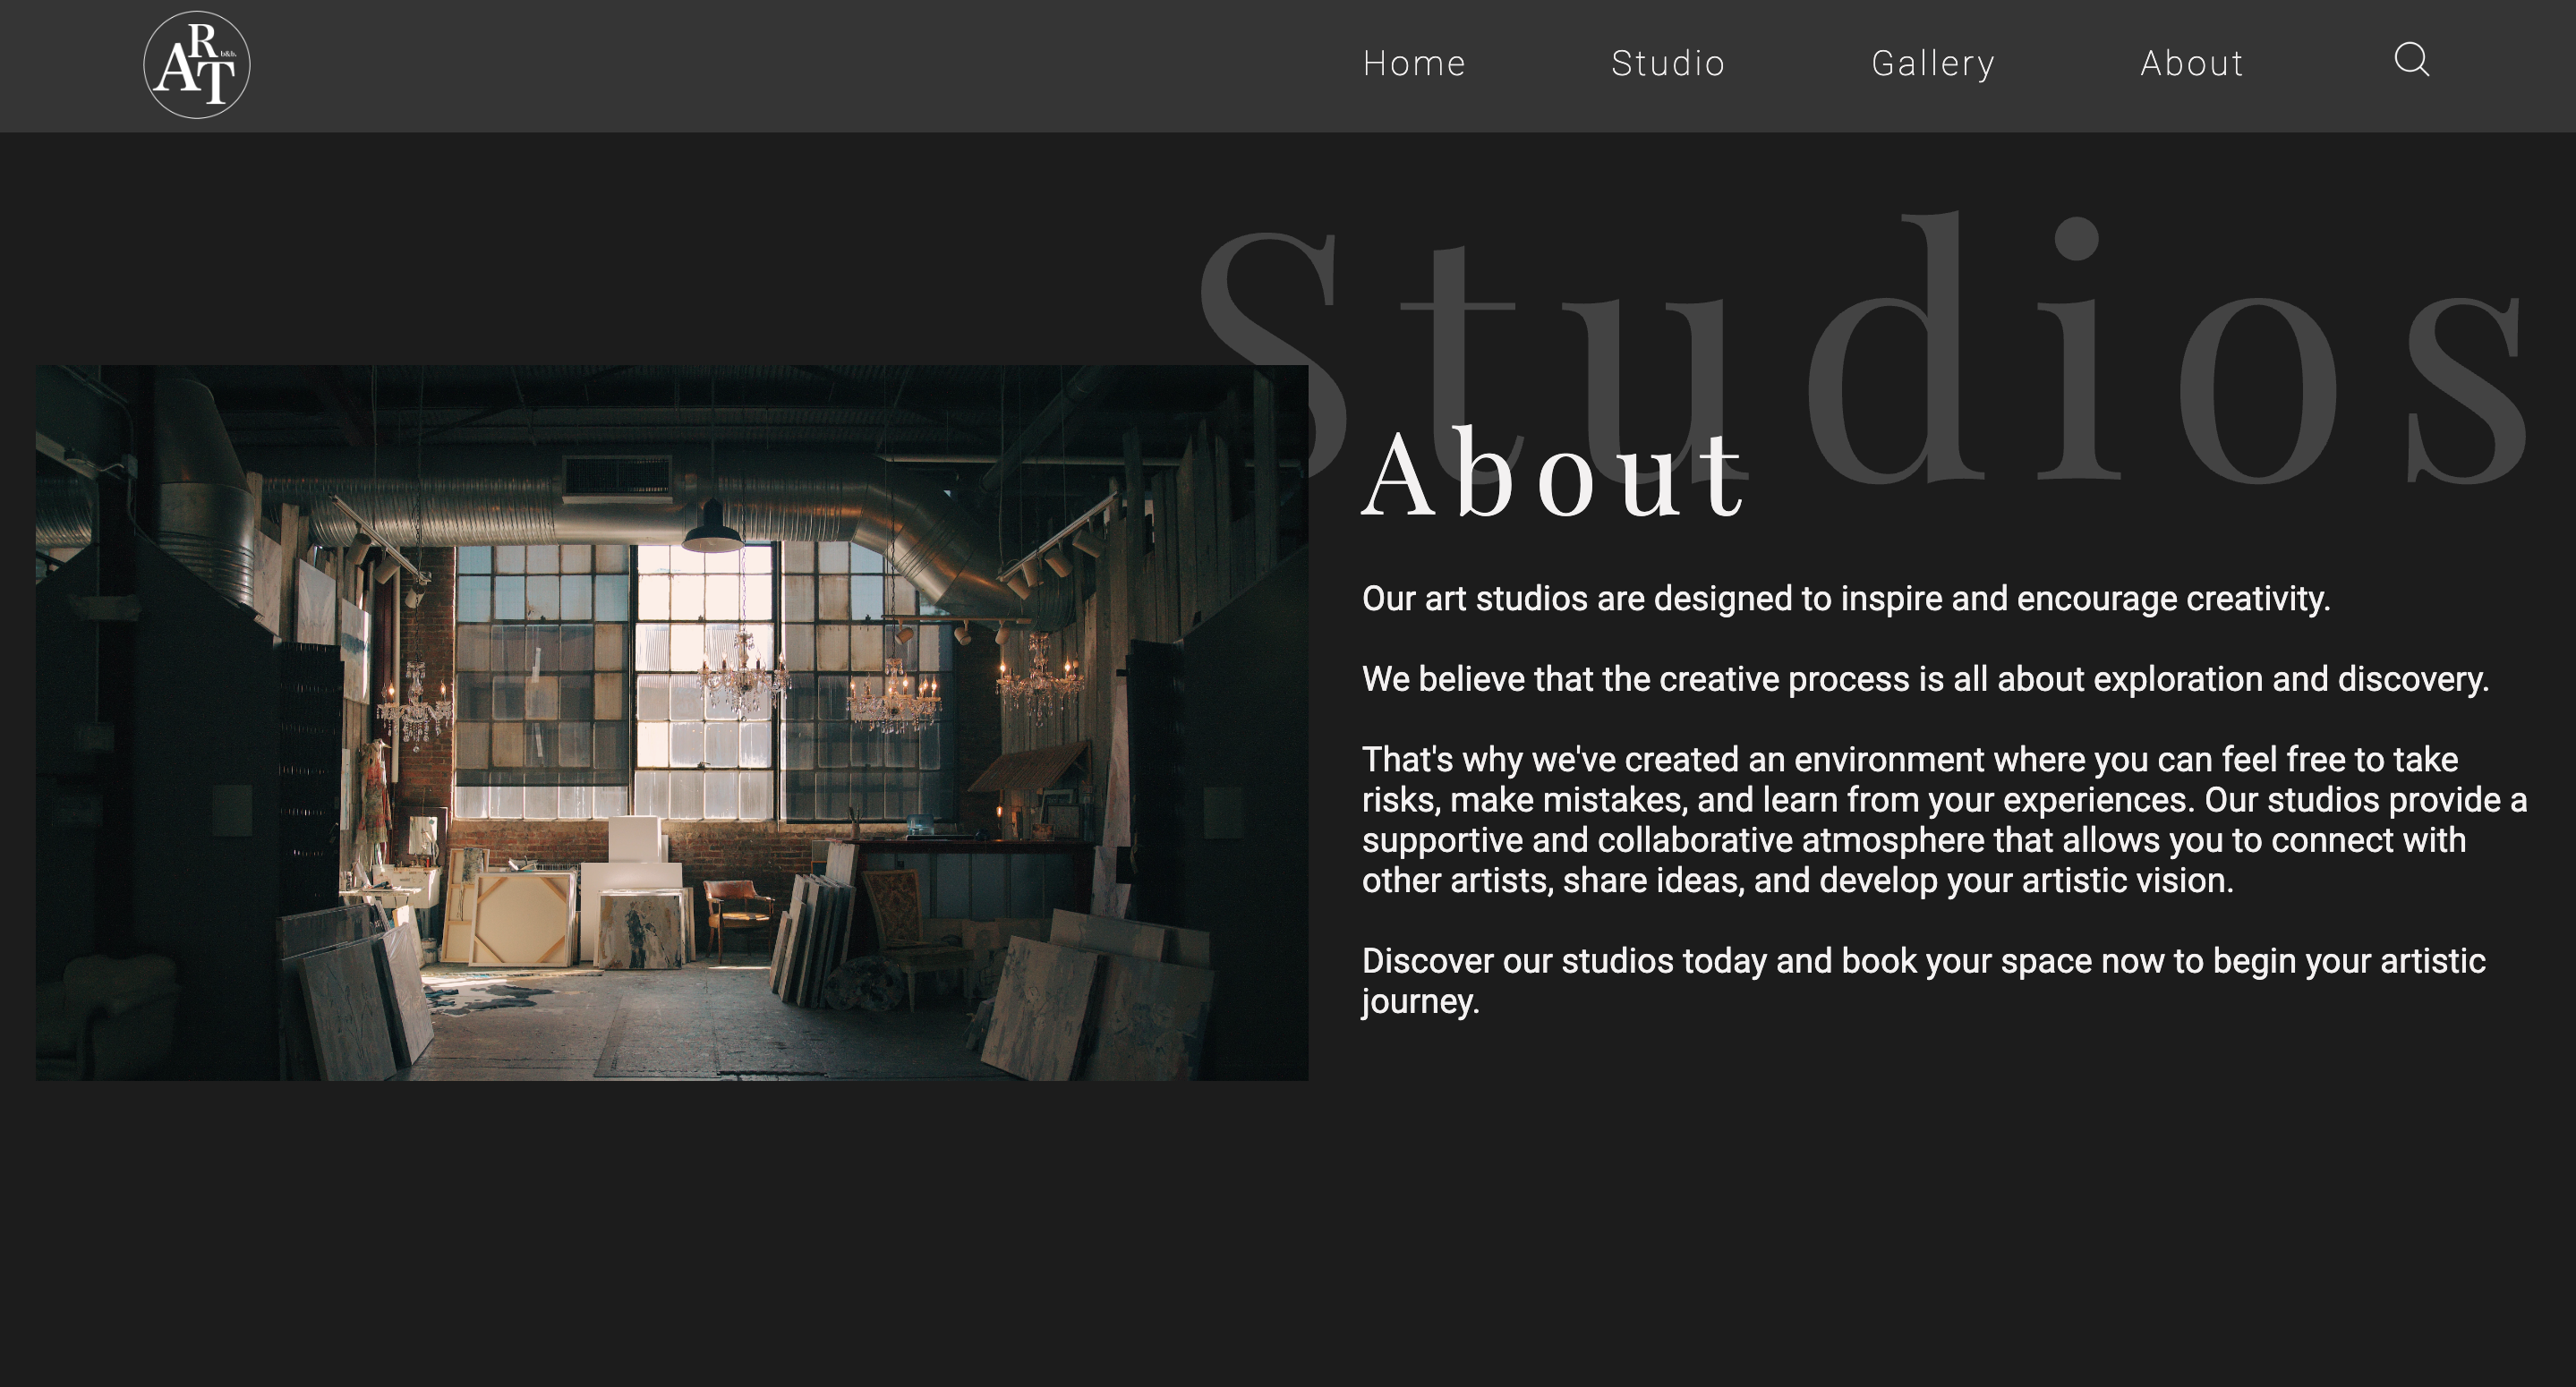 ART b&b.
Home Studio Gallery About
Studios
About
Our art studios are designed to inspire and encourage creativity.
We believe that the creative process is all about exploration and discovery.
That's why we've created an environment where you can feel free to take
risks, make mistakes, and learn from your experiences. Our studios provide a
supportive and collaborative atmosphere that allows you to connect with
other artists, share ideas, and develop your artistic vision.
Discover our studios today and book your space now to begin your artistic
journey.